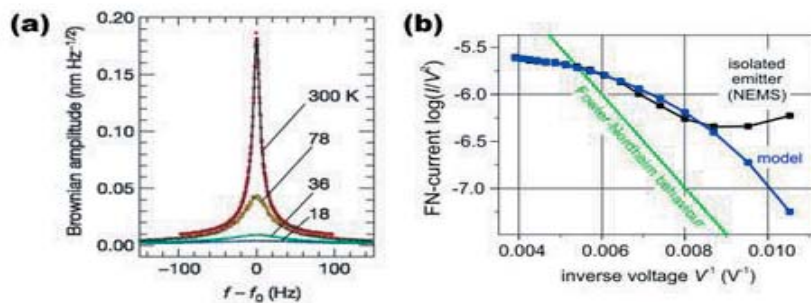 (a)
Brownian amplitude (nm Hz⁻¹/²)
0.20
0.15
0.10
0.05
0.00
300 K
78
36
18
−100
0
100
f − f₀ (Hz)
(b)
FN-current log(I/V²)
-5.5
-6.0
-6.5
-7.0
isolated
emitter
(NEMS)
model
Fowler Nordheim behaviour
0.004
0.006
0.008
0.010
inverse voltage V⁻¹ (V⁻¹)